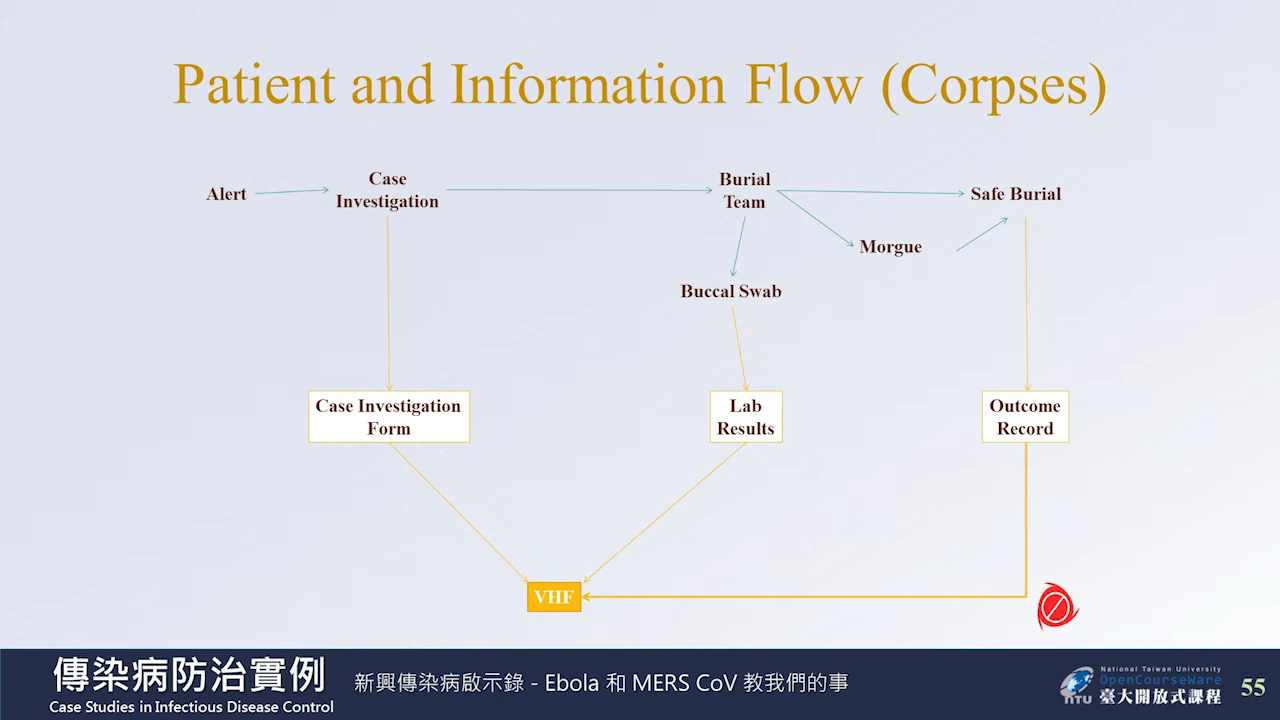 Patient and Information Flow (Corpses)
Alert
Case
Investigation
Burial
Team
Safe Burial
Morgue
Buccal Swab
Case Investigation
Form
Lab
Results
Outcome
Record
VHF
傳染病防治實例
Case Studies in Infectious Disease Control
新興傳染病啟示錄 - Ebola 和 MERS CoV 教我們的事
NTU
National Taiwan University
OpenCourseWare
臺大開放式課程
55